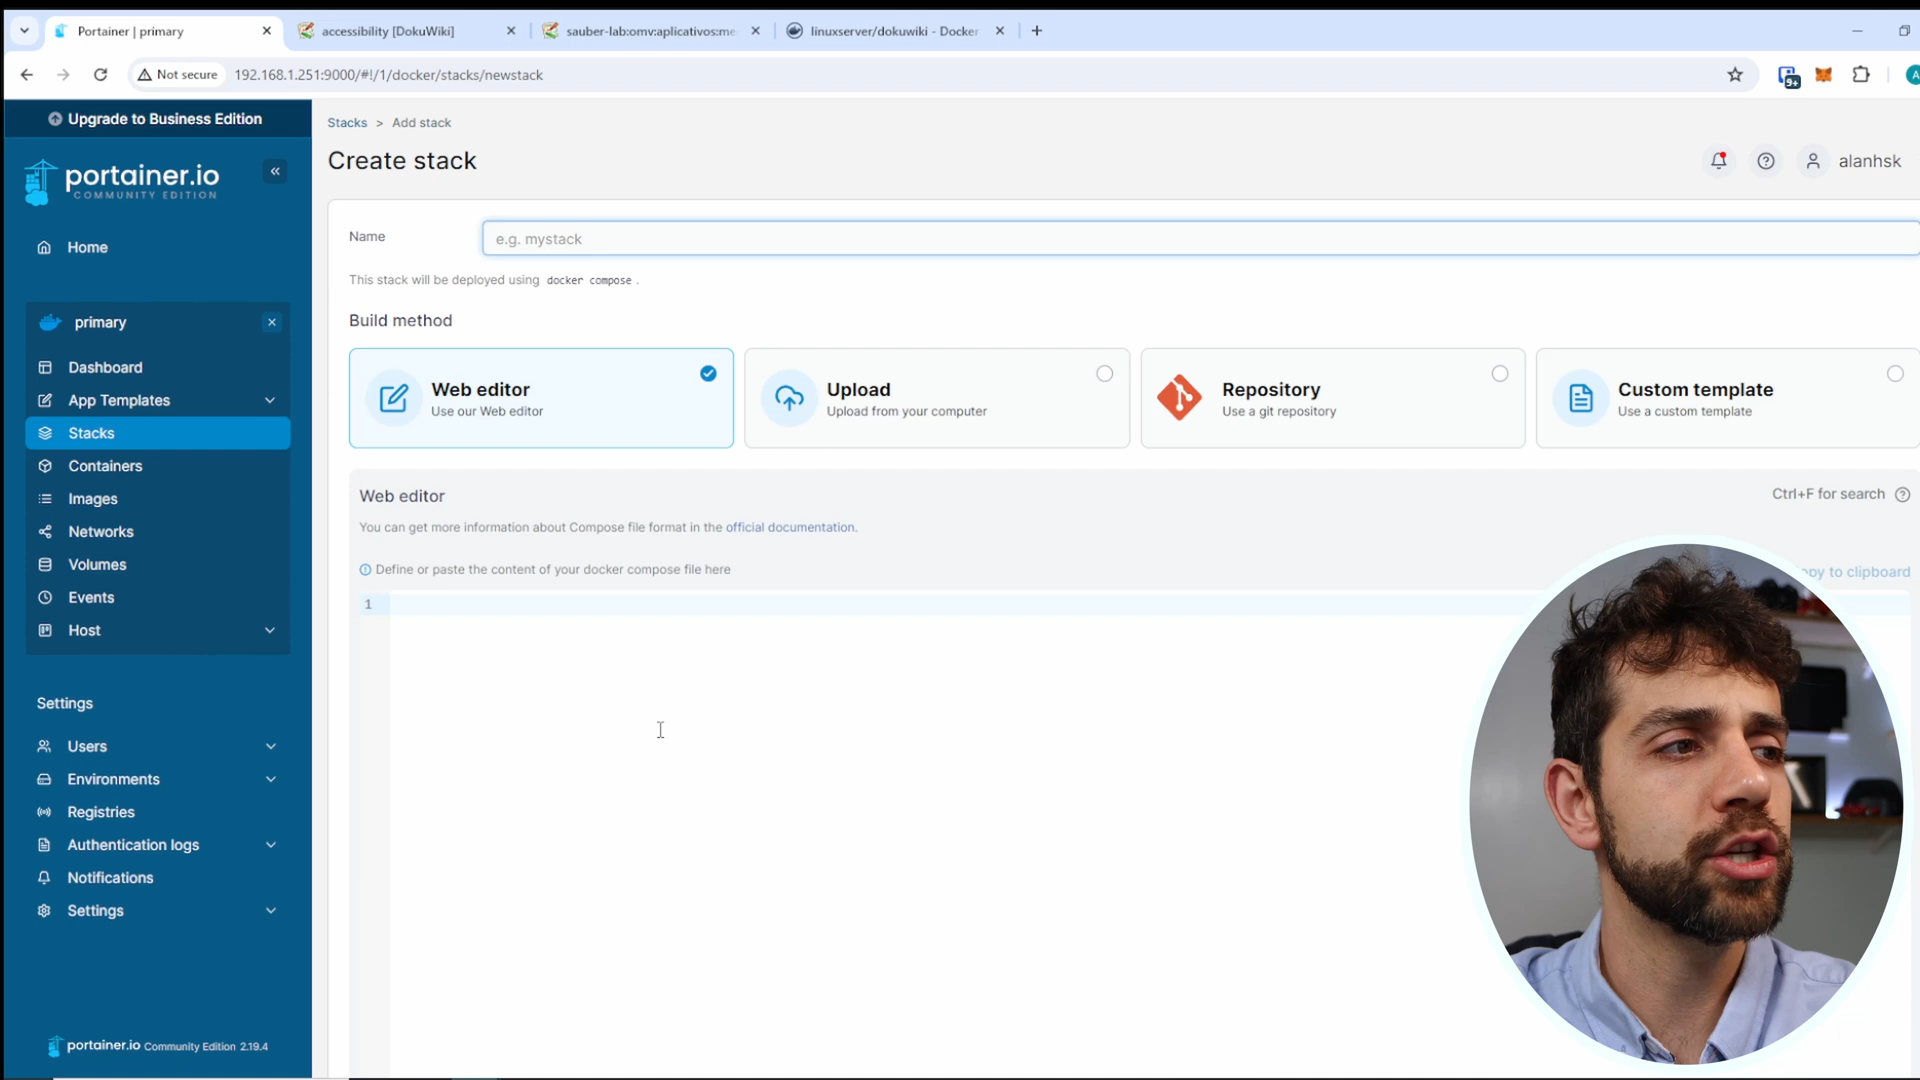 Portainer | primary
accessibility [DokuWiki]
sauber-lab:omv:aplicativos:me
linuxserver/dokuwiki - Docker
Not secure
192.168.1.251:9000/#!/1/docker/stacks/newstack
9+
A
Upgrade to Business Edition
portainer.io
COMMUNITY EDITION
Home
primary
Dashboard
App Templates
Stacks
Containers
Images
Networks
Volumes
Events
Host
Settings
Users
Environments
Registries
Authentication logs
Notifications
Settings
portainer.io Community Edition 2.19.4
Stacks > Add stack
Create stack
alanhsk
Name
e.g. mystack
This stack will be deployed using docker compose .
Build method
Web editor
Use our Web editor
Upload
Upload from your computer
Repository
Use a git repository
Custom template
Use a custom template
Web editor
Ctrl+F for search
You can get more information about Compose file format in the official documentation.
Define or paste the content of your docker compose file here
to clipboard
1